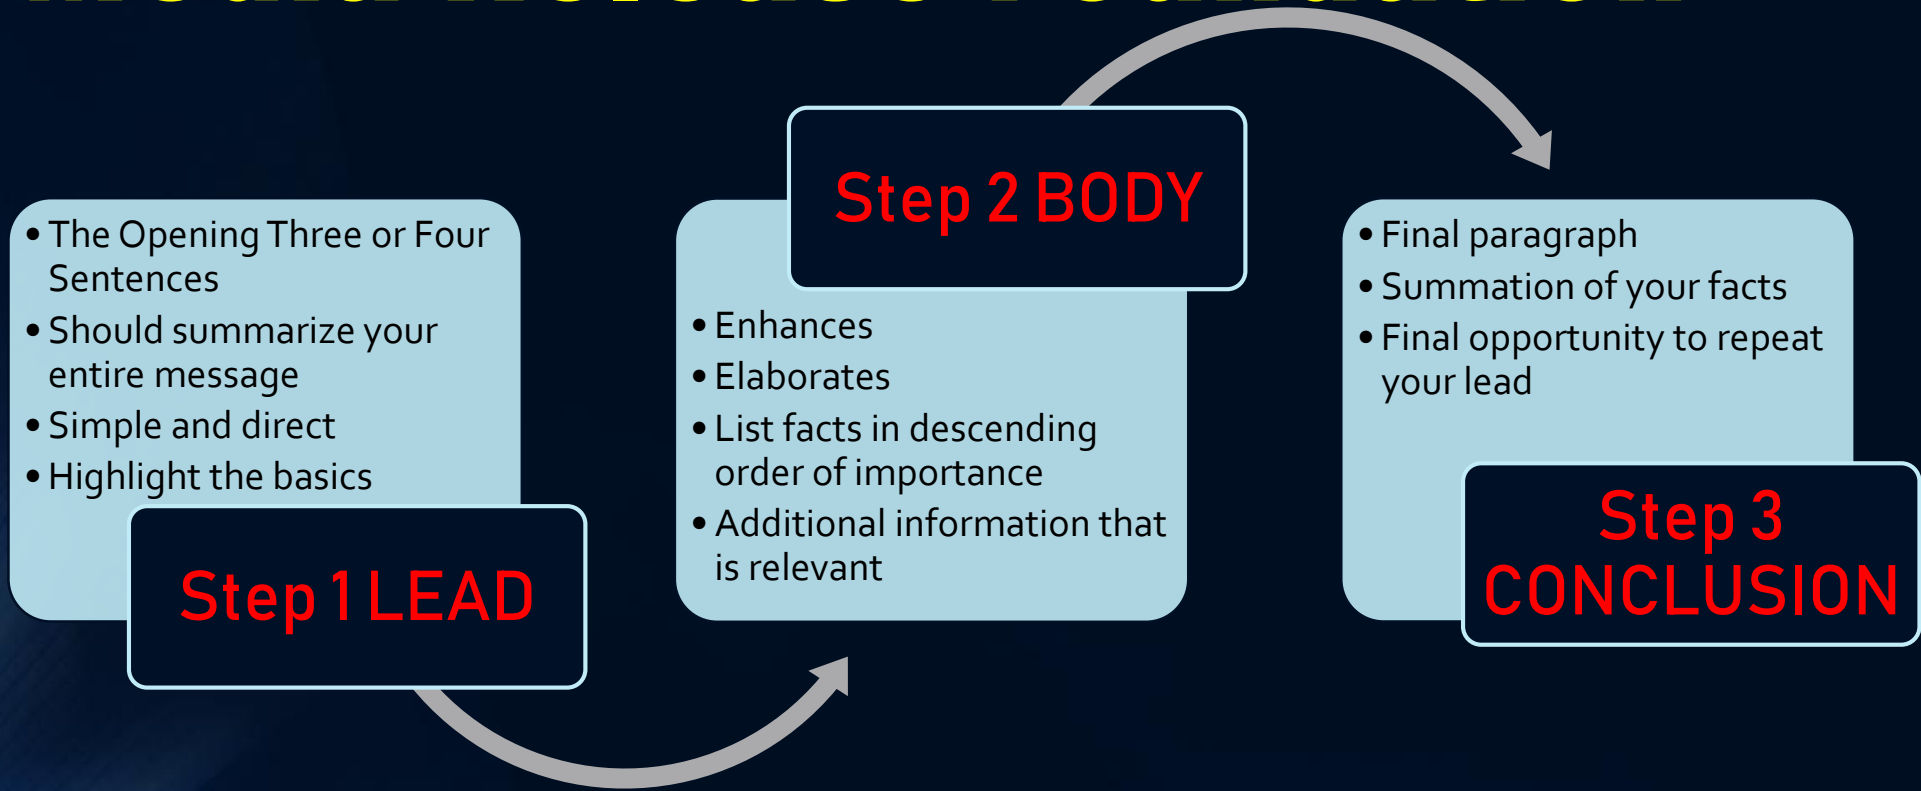 • The Opening Three or Four
Sentences
• Should summarize your
entire message
• Simple and direct
• Highlight the basics
Step 1 LEAD
Step 2 BODY
• Enhances
• Elaborates
• List facts in descending
order of importance
• Additional information that
is relevant
• Final paragraph
• Summation of your facts
• Final opportunity to repeat
your lead
Step 3
CONCLUSION